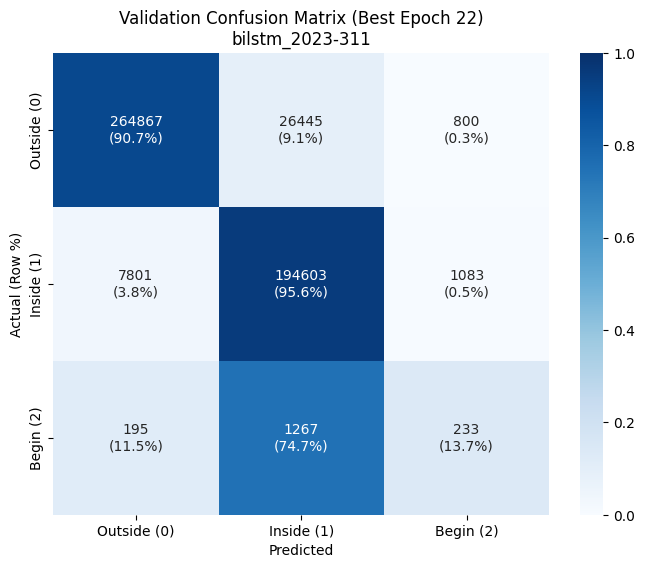 Validation Confusion Matrix (Best Epoch 22)
bilstm_2023-311
Actual (Row %)
Outside (0)
264867
(90.7%)
26445
(9.1%)
800
(0.3%)
Inside (1)
7801
(3.8%)
194603
(95.6%)
1083
(0.5%)
Begin (2)
195
(11.5%)
1267
(74.7%)
233
(13.7%)
Outside (0)
Inside (1)
Begin (2)
Predicted
1.0
0.8
0.6
0.4
0.2
0.0